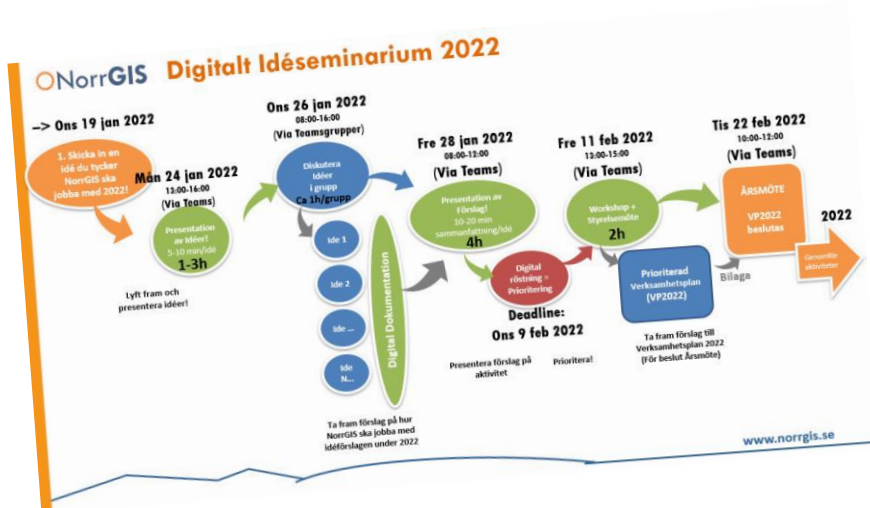 NorrGIS Digitalt Idéseminarium 2022
–> Ons 19 jan 2022
1. Skicka in en
idé du tycker
NorrGIS ska
jobba med 2022!
Mån 24 jan 2022
13:00-16:00
(Via Teams)
Presentation
av Idéer!
5-10 min/idé
1-3h
Lyft fram och
presentera idéer!
Ons 26 jan 2022
08:00-16:00
(Via Teamsgrupper)
Diskutera
Idéer
i grupp
Ca 1h/grupp
Ide 1
Ide 2
Ide ...
Ide
N...
Digital Dokumentation
Ta fram förslag på hur
NorrGIS ska jobba med
idéförslagen under 2022
Fre 28 jan 2022
08:00-12:00
(Via Teams)
Presentation av
Förslag!
10-20 min
sammanfattning/Idé
4h
Digital
röstning =
Prioritering
Deadline:
Ons 9 feb 2022
Presentera förslag på
aktivitet
Prioritera!
Fre 11 feb 2022
13:00-15:00
(Via Teams)
Workshop +
Styrelsemöte
2h
Prioriterad
Verksamhetsplan
(VP2022)
Bilaga
Ta fram förslag till
Verksamhetsplan 2022
(För beslut Årsmöte)
Tis 22 feb 2022
10:00-12:00
(Via Teams)
ÅRSMÖTE
VP2022
beslutas
2022
Genomföra
aktiviteter
www.norrgis.se